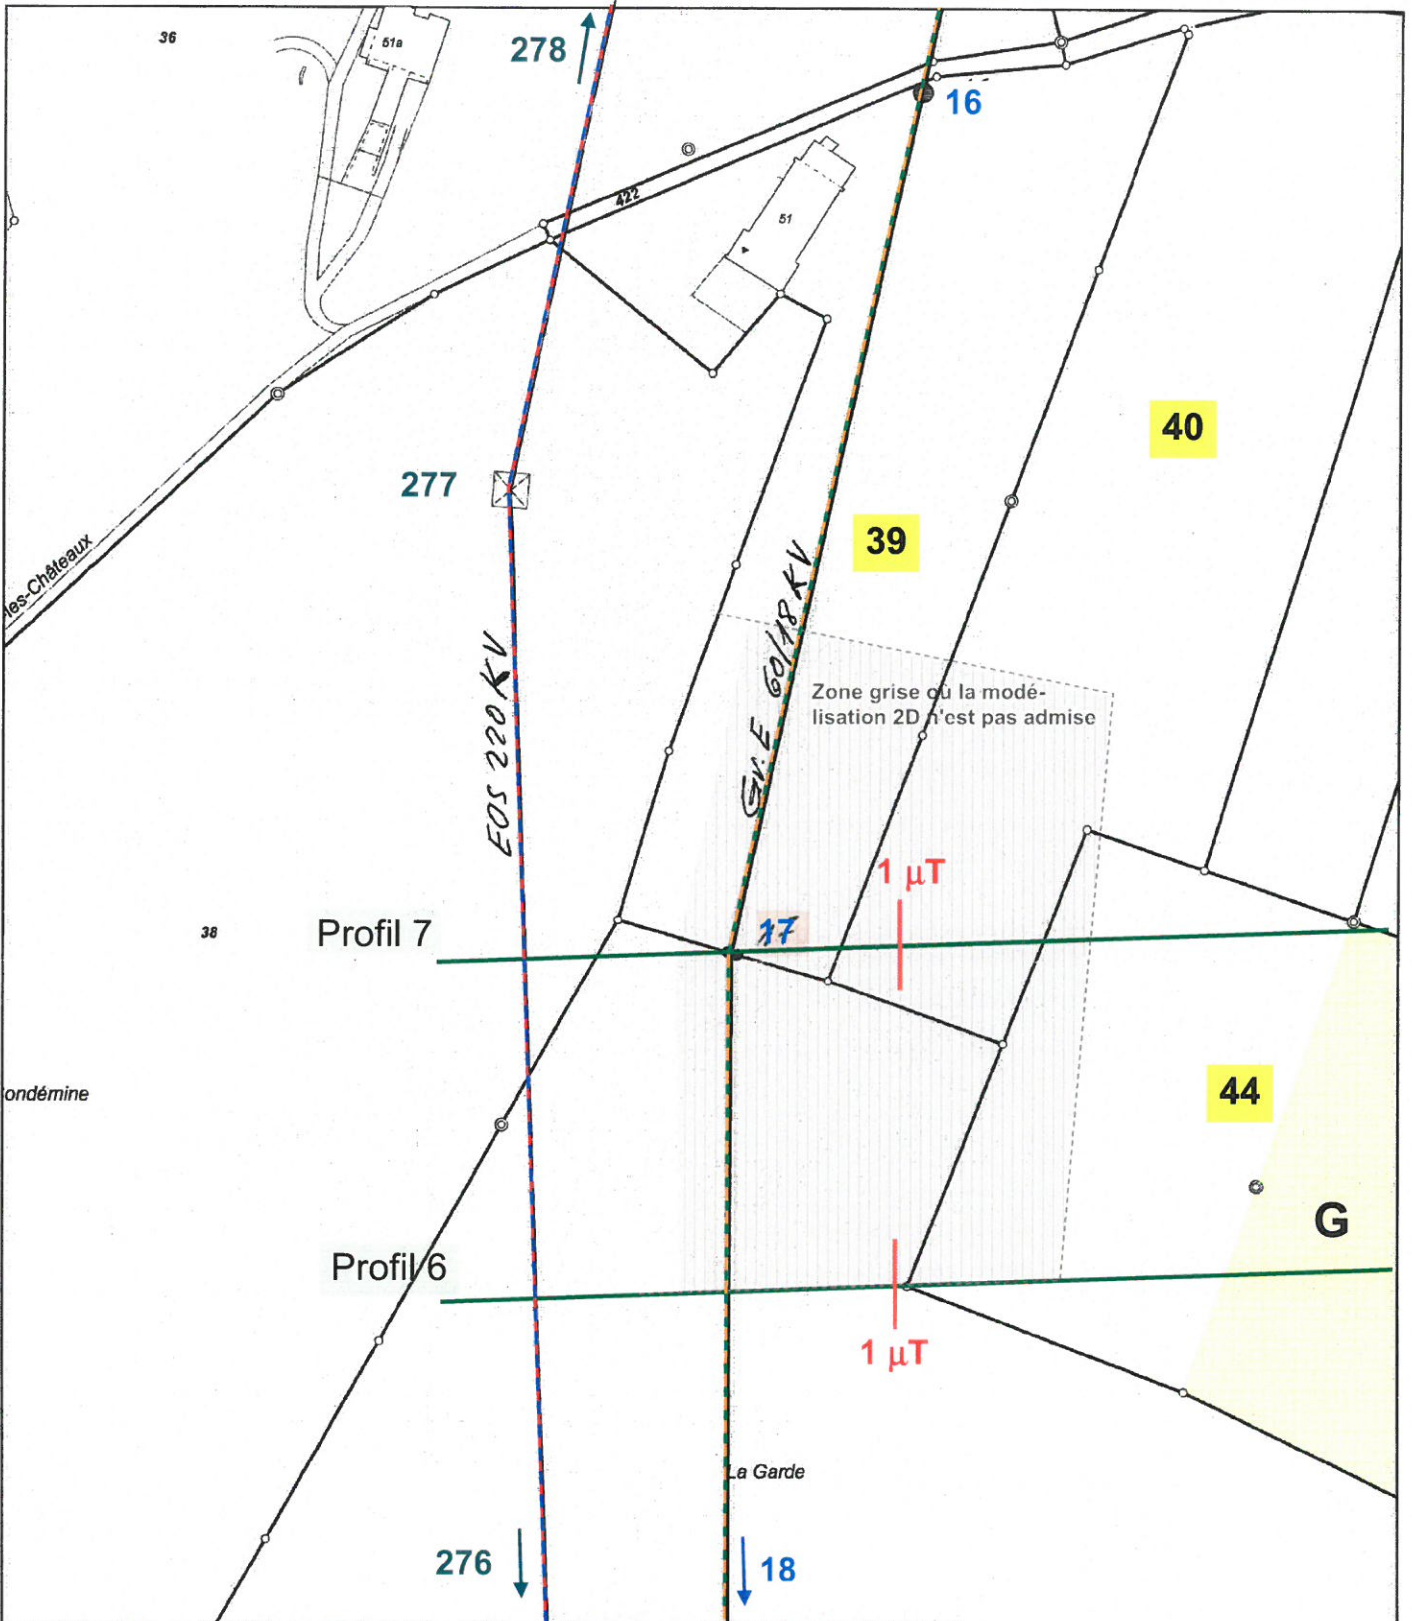 36
51a
278
16
422
51
40
277
39
-les-Châteaux
EOS 220 KV
Gr. E 60/18 KV
Zone grise où la modé-
lisation 2D n'est pas admise
1 µT
Profil 7
17
38
ondémine
44
G
Profil 6
1 µT
La Garde
276
18